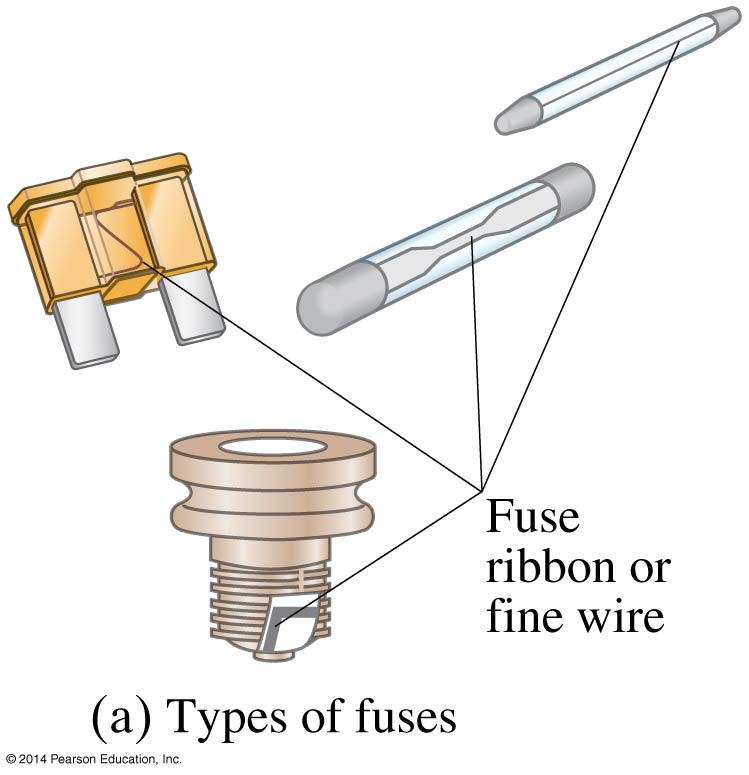 Fuse
ribbon or
fine wire
(a) Types of fuses
© 2014 Pearson Education, Inc.